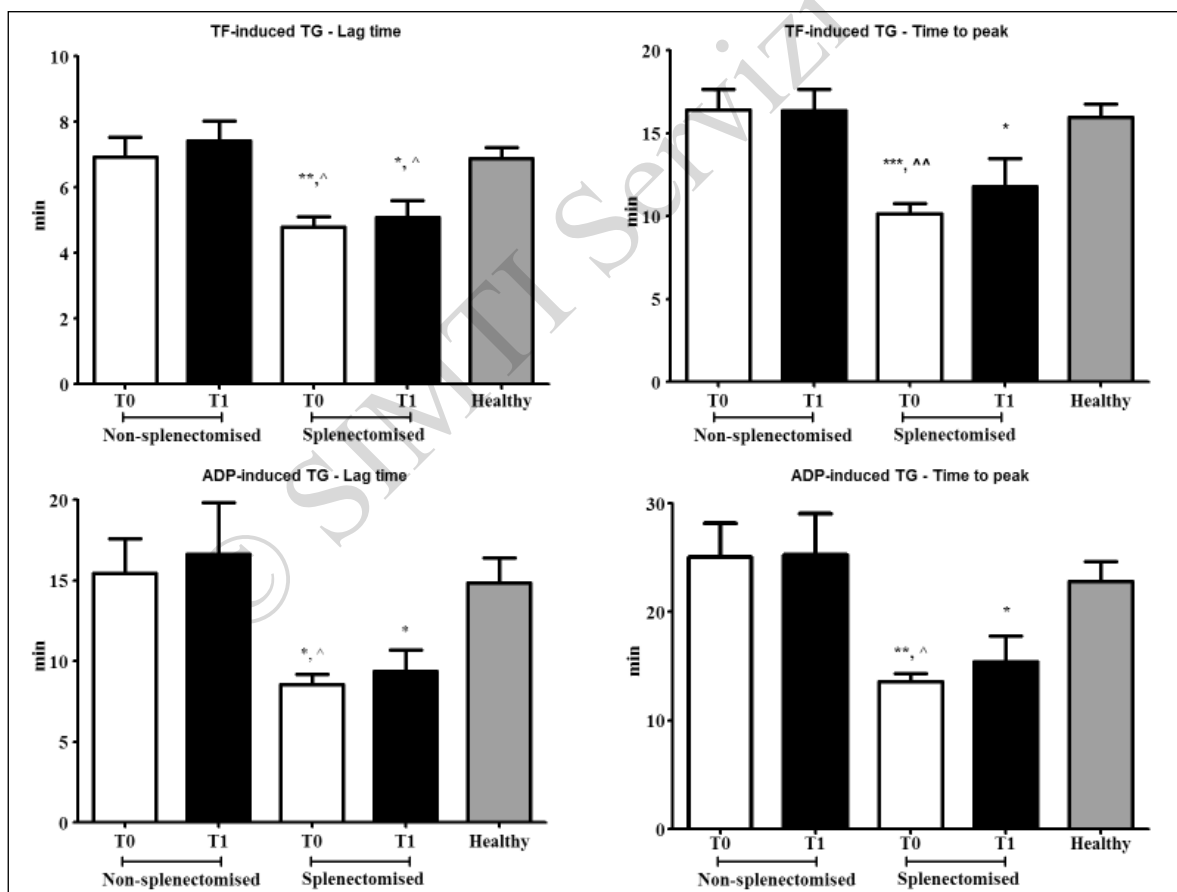 TF-induced TG - Lag time
10
8
6
4
2
0
min
**,^
*,^
T0 T1 T0 T1 Healthy
Non-splenectomised Splenectomised
TF-induced TG - Time to peak
20
15
10
5
0
min
***, ^^
*
T0 T1 T0 T1 Healthy
Non-splenectomised Splenectomised
ADP-induced TG - Lag time
20
15
10
5
0
min
*, ^
*
T0 T1 T0 T1 Healthy
Non-splenectomised Splenectomised
ADP-induced TG - Time to peak
30
20
10
0
min
**, ^
*
T0 T1 T0 T1 Healthy
Non-splenectomised Splenectomised
© SIMTI Servizi